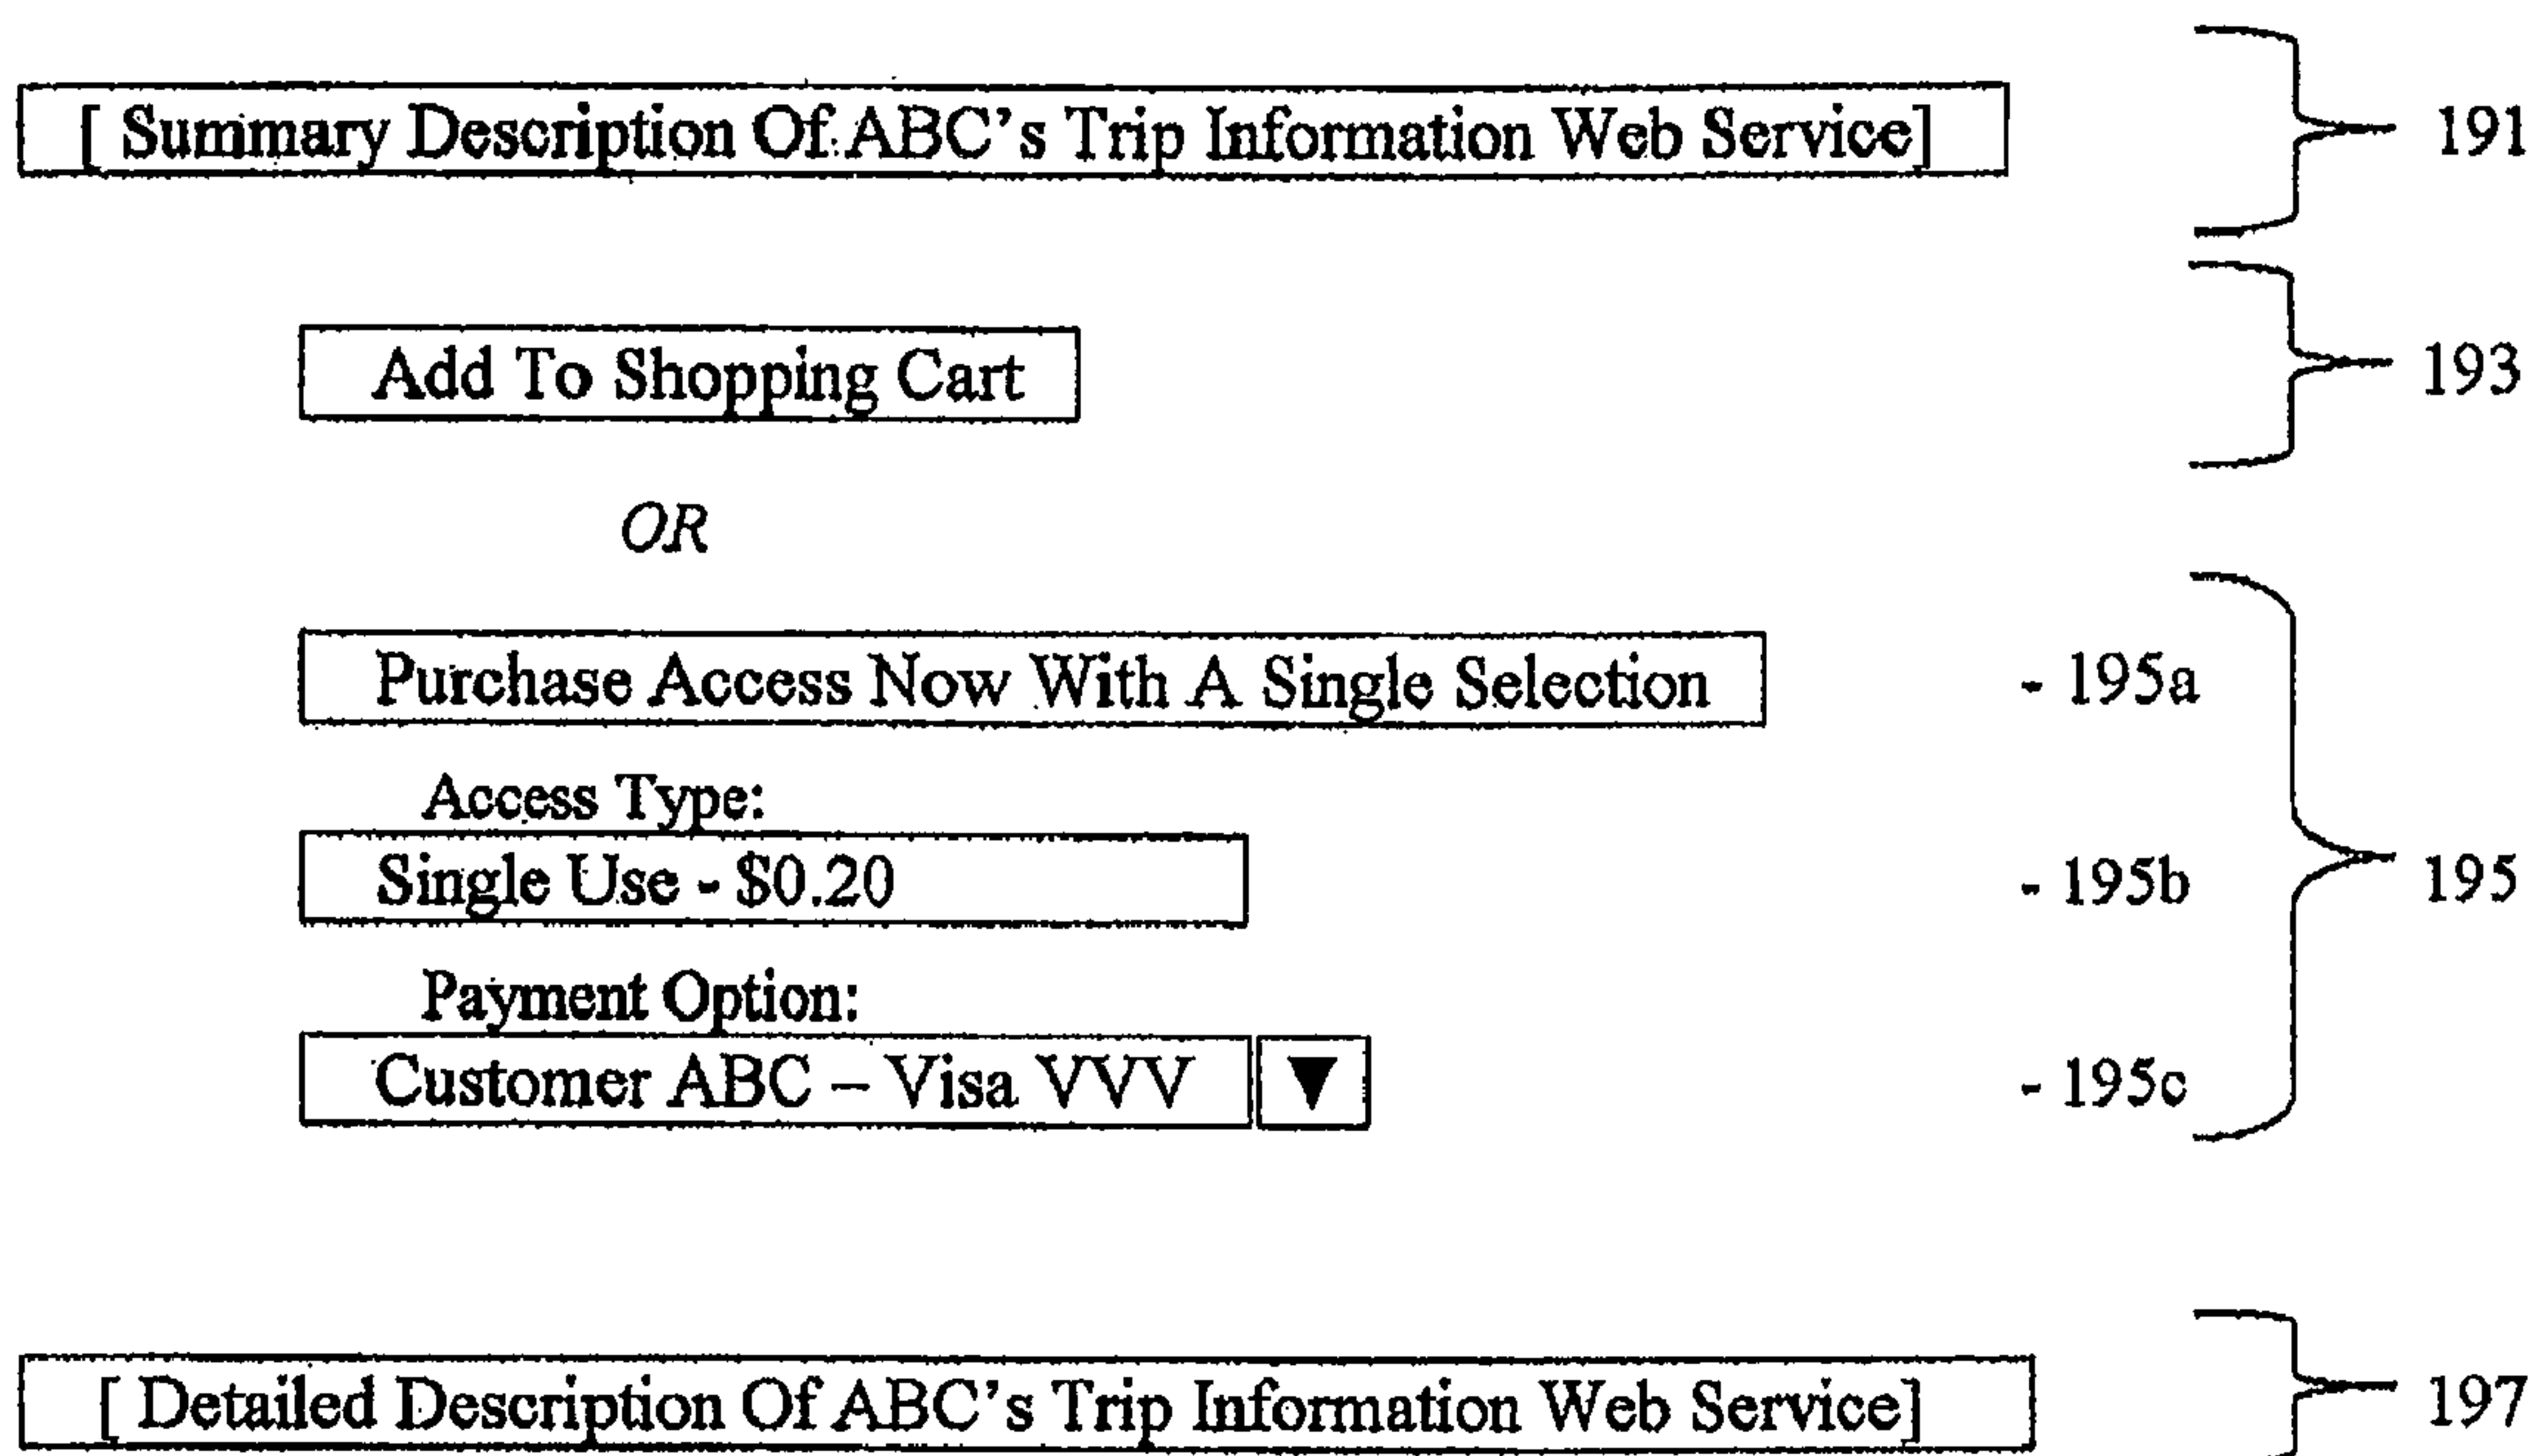 [ Summary Description Of ABC's Trip Information Web Service] 191
Add To Shopping Cart 193
OR
Purchase Access Now With A Single Selection - 195a
Access Type:
Single Use - $0.20 - 195b 195
Payment Option:
Customer ABC – Visa VVV ▼ - 195c
[ Detailed Description Of ABC's Trip Information Web Service] 197